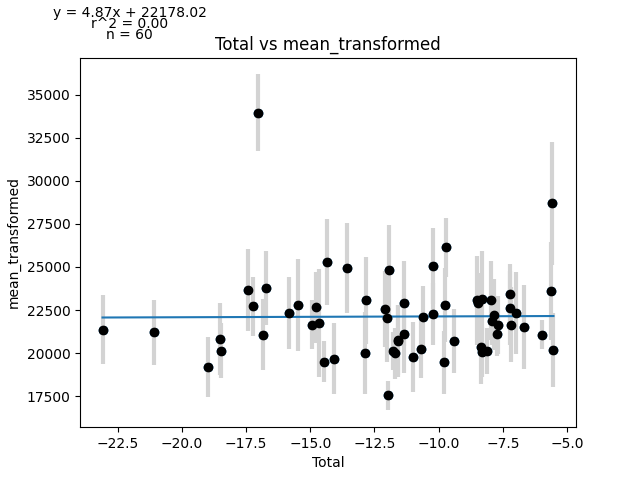 y = 4.87x + 22178.02
r^2 = 0.00
n = 60
Total vs mean_transformed
35000
32500
30000
27500
25000
22500
20000
17500
mean_transformed
−22.5 −20.0 −17.5 −15.0 −12.5 −10.0 −7.5 −5.0
Total